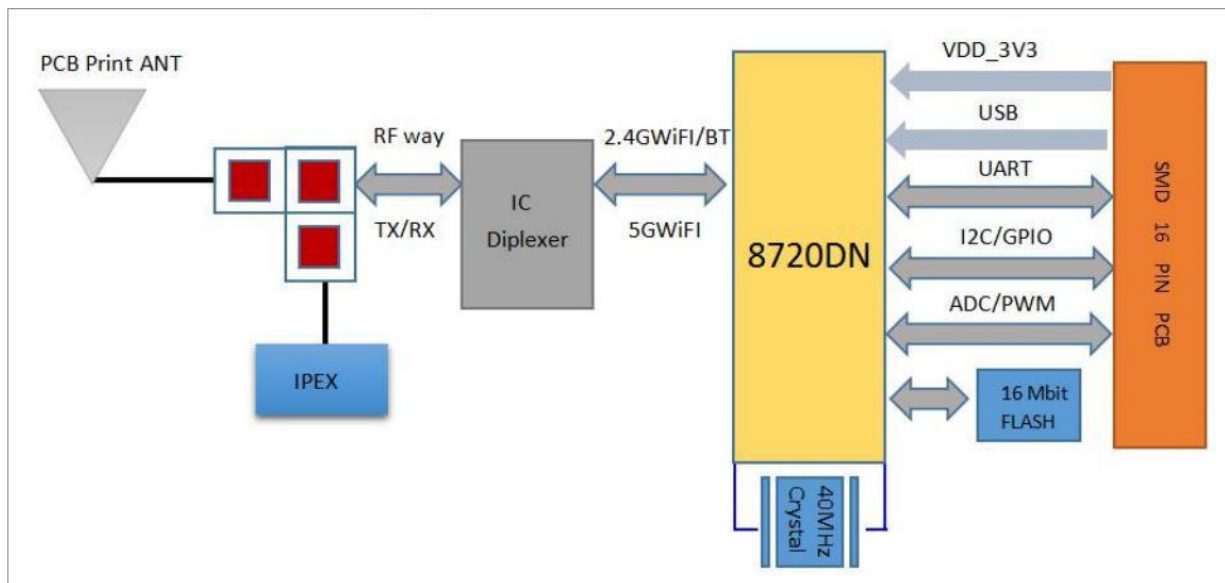 PCB Print ANT
RF way
TX/RX
IPEX
IC
Diplexer
2.4GWiFI/BT
5GWiFI
8720DN
VDD_3V3
USB
UART
I2C/GPIO
ADC/PWM
16 Mbit
FLASH
40MHz
Crystal
SMD 16 PIN PCB